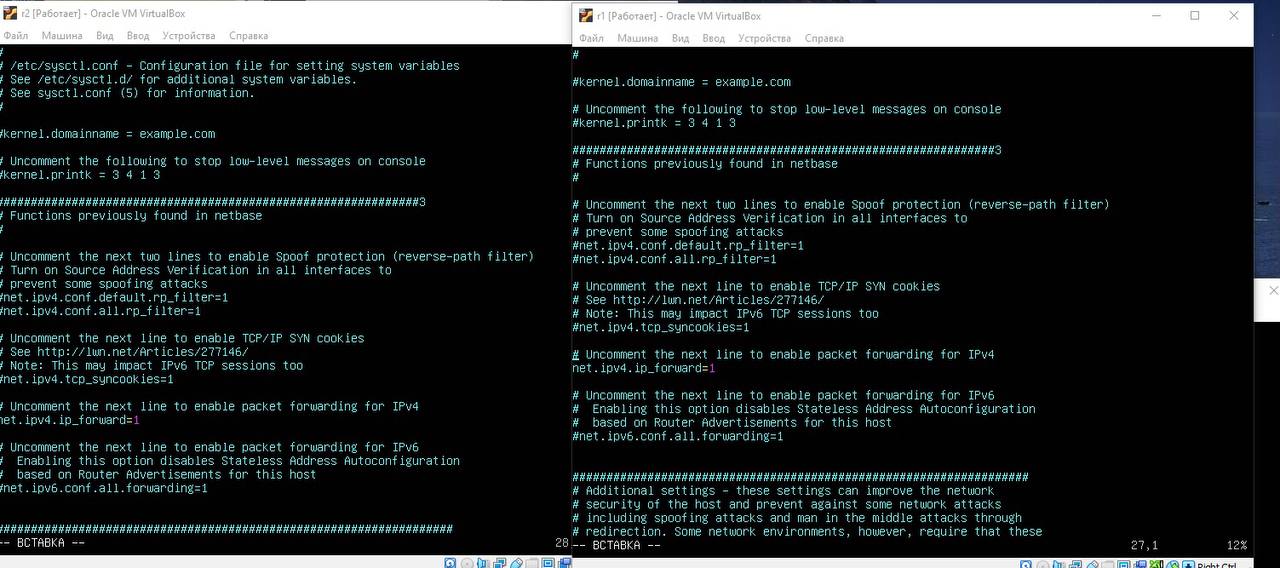 r2 [Работает] - Oracle VM VirtualBox
Файл Машина Вид Ввод Устройства Справка
#
# /etc/sysctl.conf - Configuration file for setting system variables
# See /etc/sysctl.d/ for additional system variables.
# See sysctl.conf (5) for information.
#
#kernel.domainname = example.com
# Uncomment the following to stop low-level messages on console
#kernel.printk = 3 4 1 3
##############################################################3
# Functions previously found in netbase
#
# Uncomment the next two lines to enable Spoof protection (reverse-path filter)
# Turn on Source Address Verification in all interfaces to
# prevent some spoofing attacks
#net.ipv4.conf.default.rp_filter=1
#net.ipv4.conf.all.rp_filter=1
# Uncomment the next line to enable TCP/IP SYN cookies
# See http://lwn.net/Articles/277146/
# Note: This may impact IPv6 TCP sessions too
#net.ipv4.tcp_syncookies=1
# Uncomment the next line to enable packet forwarding for IPv4
net.ipv4.ip_forward=1
# Uncomment the next line to enable packet forwarding for IPv6
#  Enabling this option disables Stateless Address Autoconfiguration
#  based on Router Advertisements for this host
#net.ipv6.conf.all.forwarding=1
###################################################################
-- ВСТАВКА -- 28
r1 [Работает] - Oracle VM VirtualBox
Файл Машина Вид Ввод Устройства Справка
#
#kernel.domainname = example.com
# Uncomment the following to stop low-level messages on console
#kernel.printk = 3 4 1 3
##############################################################3
# Functions previously found in netbase
#
# Uncomment the next two lines to enable Spoof protection (reverse-path filter)
# Turn on Source Address Verification in all interfaces to
# prevent some spoofing attacks
#net.ipv4.conf.default.rp_filter=1
#net.ipv4.conf.all.rp_filter=1
# Uncomment the next line to enable TCP/IP SYN cookies
# See http://lwn.net/Articles/277146/
# Note: This may impact IPv6 TCP sessions too
#net.ipv4.tcp_syncookies=1
# Uncomment the next line to enable packet forwarding for IPv4
net.ipv4.ip_forward=1
# Uncomment the next line to enable packet forwarding for IPv6
#  Enabling this option disables Stateless Address Autoconfiguration
#  based on Router Advertisements for this host
#net.ipv6.conf.all.forwarding=1
###################################################################
# Additional settings - these settings can improve the network
# security of the host and prevent against some network attacks
# including spoofing attacks and man in the middle attacks through
# redirection. Some network environments, however, require that these
-- ВСТАВКА -- 27,1 12%
Right Ctrl